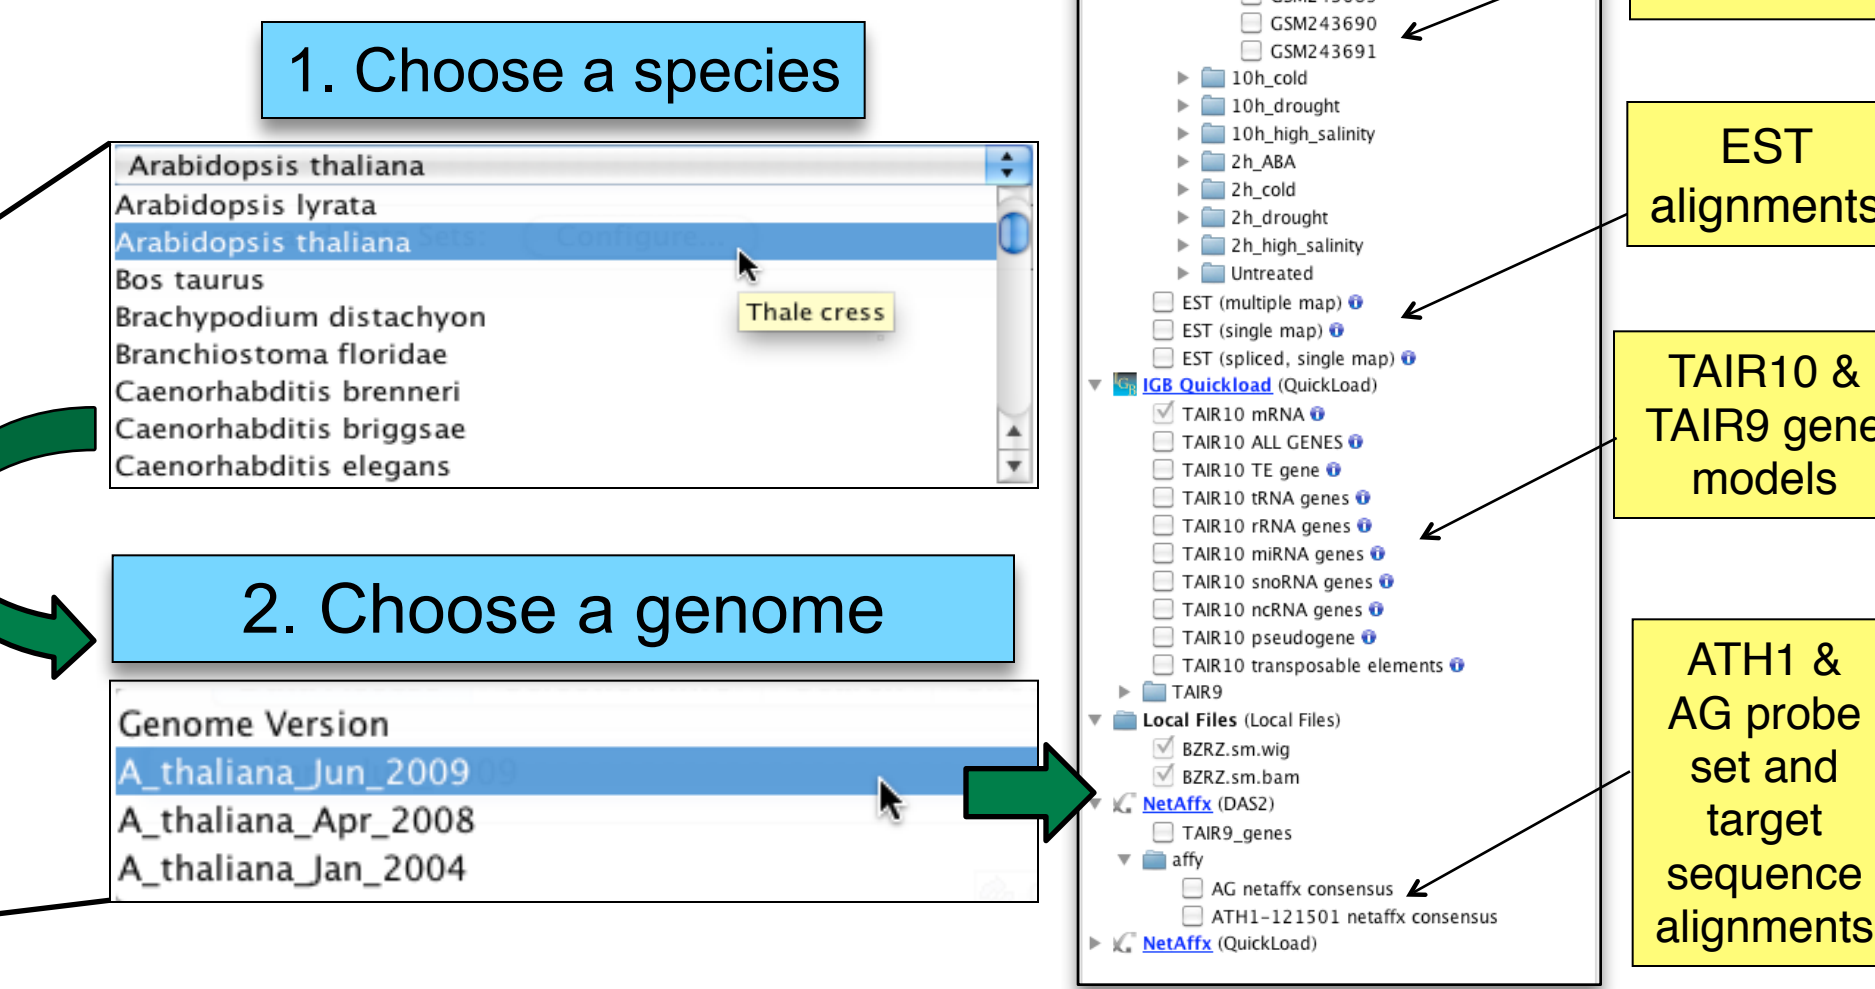 1. Choose a species
Arabidopsis thaliana
Arabidopsis lyrata
Arabidopsis thaliana
Bos taurus
Thale cress
Brachypodium distachyon
Branchiostoma floridae
Caenorhabditis brenneri
Caenorhabditis briggsae
Caenorhabditis elegans
2. Choose a genome
Genome Version
A_thaliana_Jun_2009
A_thaliana_Apr_2008
A_thaliana_Jan_2004
GSM243690
GSM243691
10h_cold
10h_drought
10h_high_salinity
2h_ABA
2h_cold
2h_drought
2h_high_salinity
Untreated
EST (multiple map)
EST (single map)
EST (spliced, single map)
IGB Quickload (QuickLoad)
TAIR10 mRNA
TAIR10 ALL GENES
TAIR10 TE gene
TAIR10 tRNA genes
TAIR10 rRNA genes
TAIR10 miRNA genes
TAIR10 snoRNA genes
TAIR10 ncRNA genes
TAIR10 pseudogene
TAIR10 transposable elements
TAIR9
Local Files (Local Files)
BZRZ.sm.wig
BZRZ.sm.bam
NetAffx (DAS2)
TAIR9_genes
affy
AG netaffx consensus
ATH1-121501 netaffx consensus
NetAffx (QuickLoad)
EST
alignments
TAIR10 &
TAIR9 gene
models
ATH1 &
AG probe
set and
target
sequence
alignments